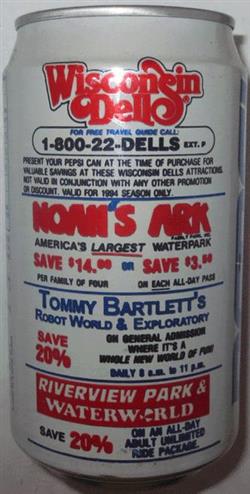 Wisconsin
Dells®
FOR FREE TRAVEL GUIDE CALL:
1-800-22-DELLS EXT. P
PRESENT YOUR PEPSI CAN AT THE TIME OF PURCHASE FOR
VALUABLE SAVINGS AT THESE WISCONSIN DELLS ATTRACTIONS.
NOT VALID IN CONJUNCTION WITH ANY OTHER PROMOTION
OR DISCOUNT. VALID FOR 1994 SEASON ONLY.
NOAH'S ARK
AMERICA'S LARGEST WATERPARK
SAVE $14.00 OR SAVE $3.50
PER FAMILY OF FOUR ON EACH ALL-DAY PASS
TOMMY BARTLETT'S
ROBOT WORLD & EXPLORATORY
SAVE 20% ON GENERAL ADMISSION
WHERE IT'S A
WHOLE NEW WORLD OF FUN!
DAILY 8 a.m. to 11 p.m.
RIVERVIEW PARK &
WATERWORLD
SAVE 20% ON AN ALL-DAY
ADULT UNLIMITED
RIDE PACKAGE.